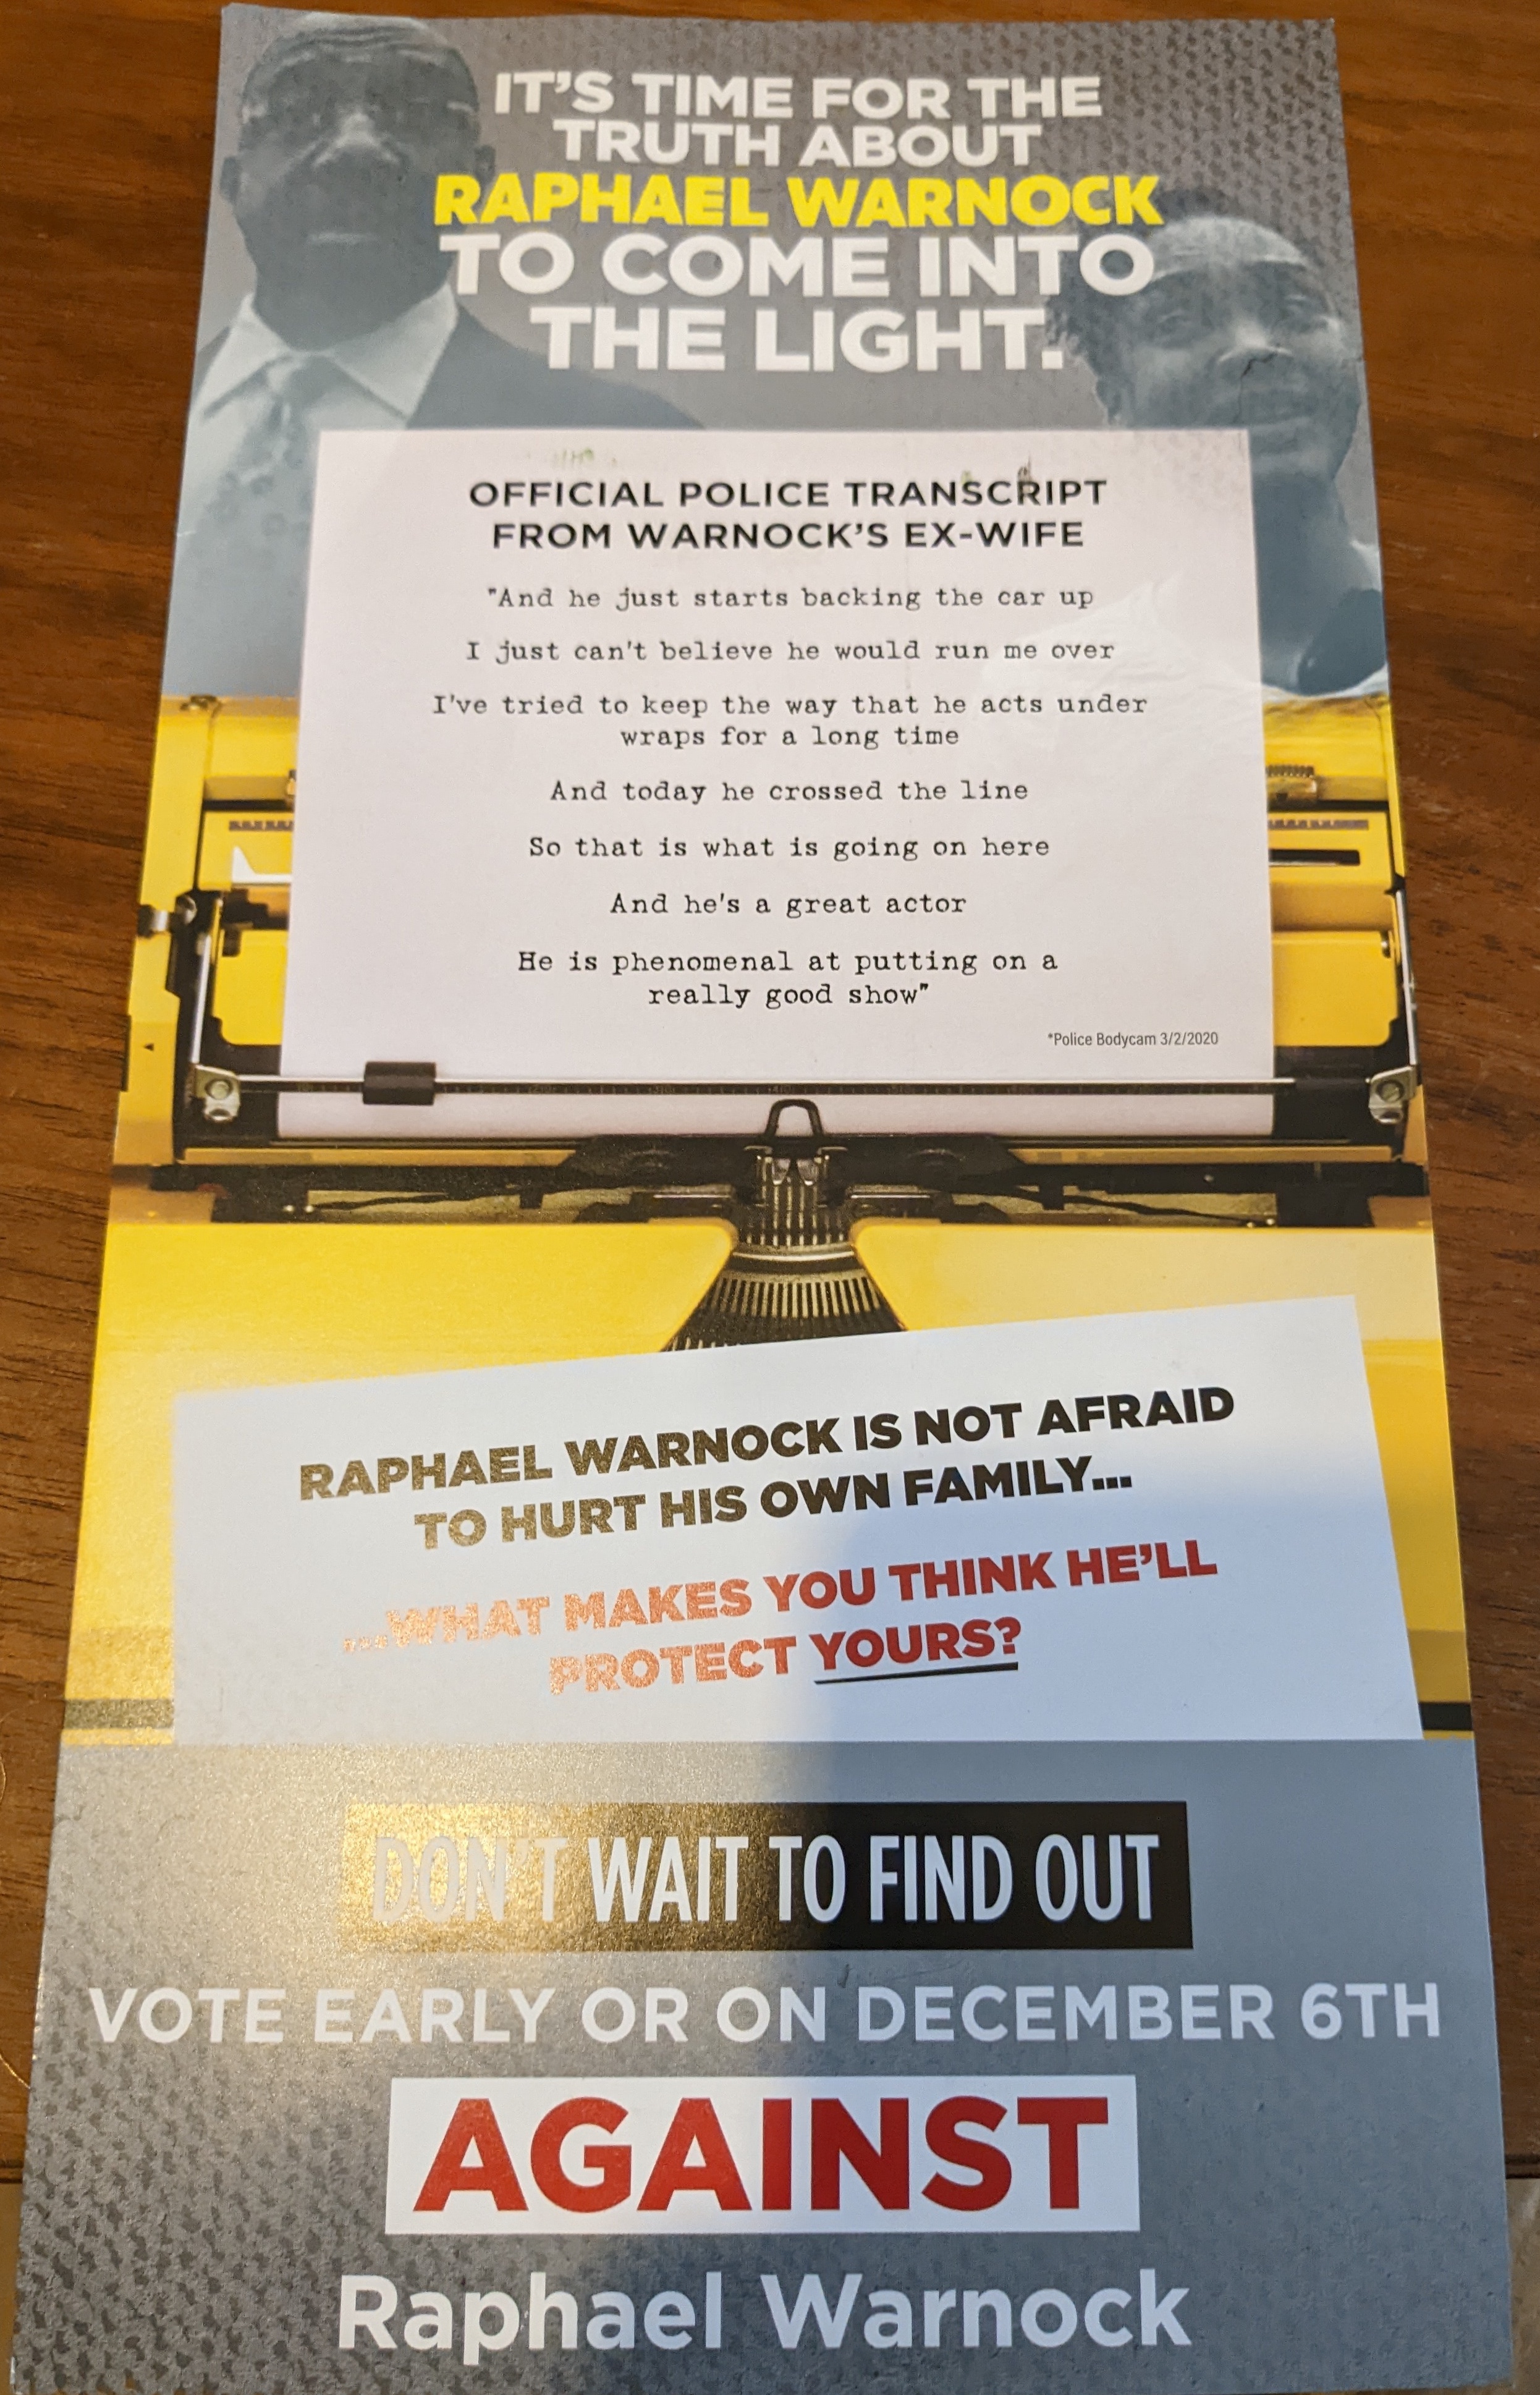 IT'S TIME FOR THE
TRUTH ABOUT
RAPHAEL WARNOCK
TO COME INTO
THE LIGHT.
OFFICIAL POLICE TRANSCRIPT
FROM WARNOCK'S EX-WIFE
"And he just starts backing the car up
I just can't believe he would run me over
I've tried to keep the way that he acts under
wraps for a long time
And today he crossed the line
So that is what is going on here
And he's a great actor
He is phenomenal at putting on a
really good show"
*Police Bodycam 3/2/2020
RAPHAEL WARNOCK IS NOT AFRAID
TO HURT HIS OWN FAMILY...
...WHAT MAKES YOU THINK HE'LL
PROTECT YOURS?
DON'T WAIT TO FIND OUT
VOTE EARLY OR ON DECEMBER 6TH
AGAINST
Raphael Warnock